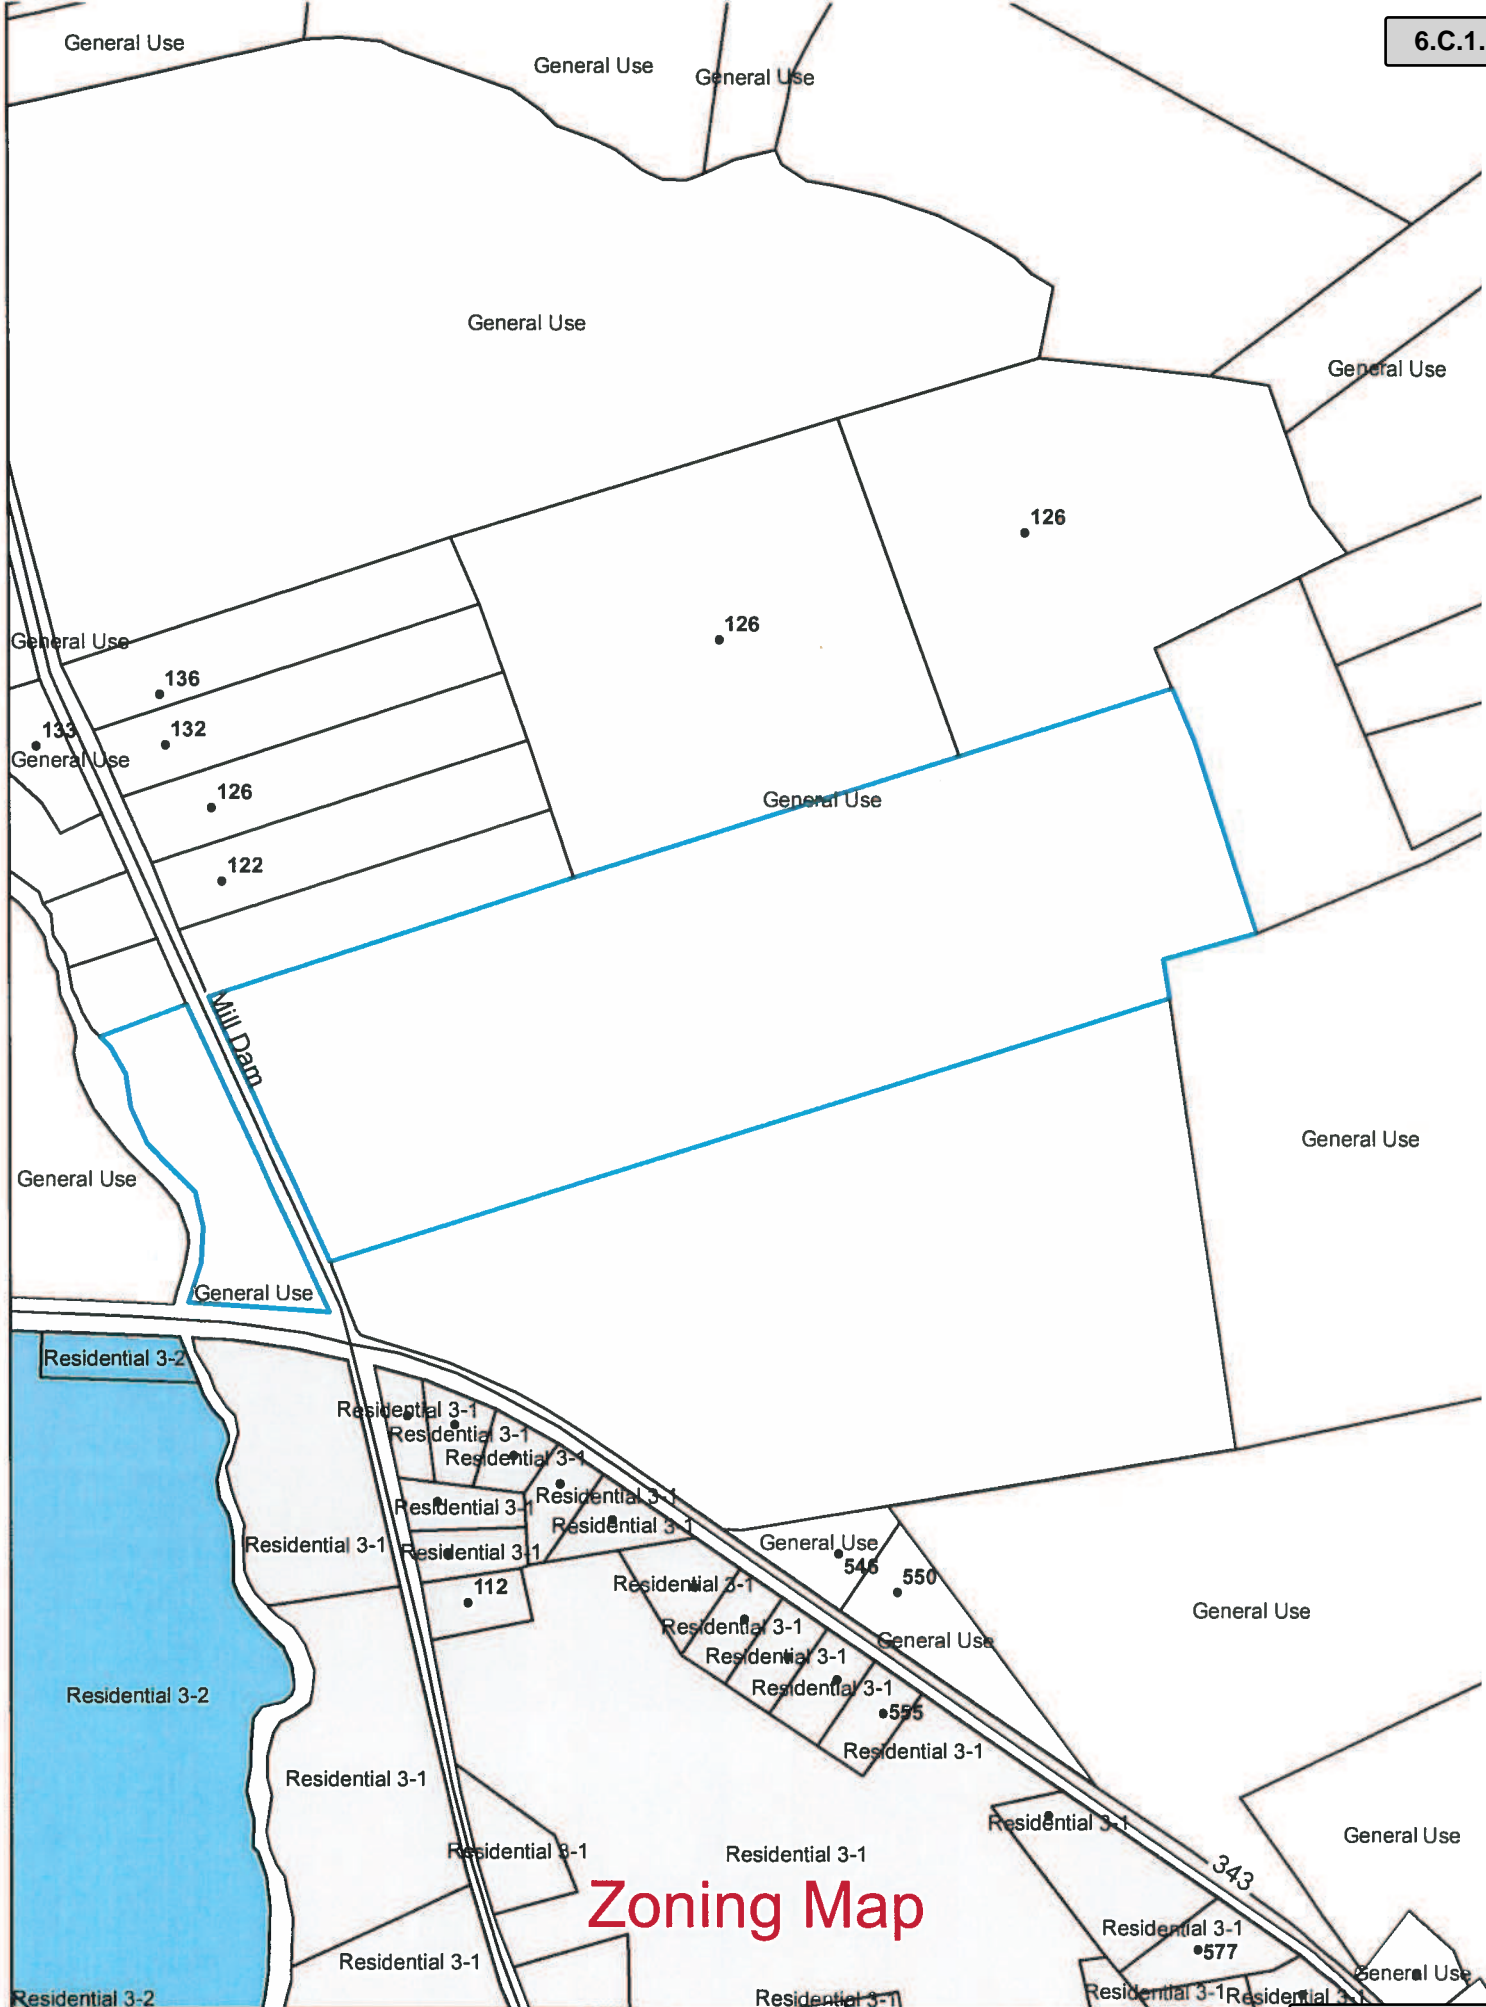 6.C.1.
General Use
General Use
General Use
General Use
General Use
126
126
General Use
136
133
132
General Use
126
General Use
122
Mill Dam
General Use
General Use
General Use
Residential 3-2
Residential 3-1
Residential 3-1
Residential 3-1
Residential 3-1
Residential 3-1
Residential 3-1
Residential 3-1
Residential 3-1
General Use
546
550
112
Residential 3-1
General Use
Residential 3-1
General Use
Residential 3-1
Residential 3-1
Residential 3-2
555
Residential 3-1
Residential 3-1
Residential 3-1
General Use
Residential 3-1
Residential 3-1
343
Zoning Map
Residential 3-1
577
Residential 3-1
General Use
Residential 3-1
Residential 3-1
Residential 3-2
Residential 3-1